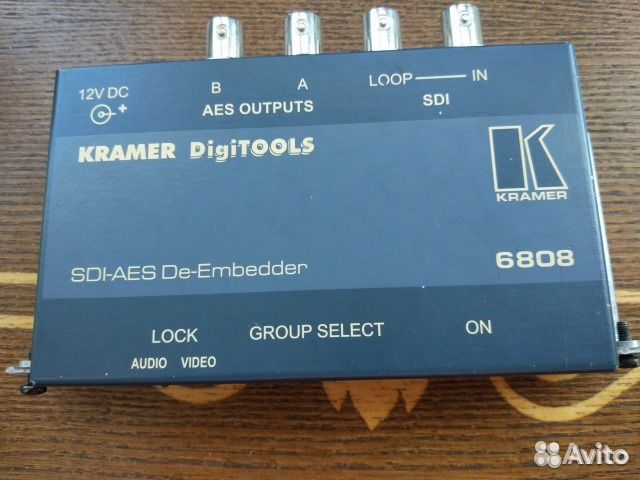 12V DC
B A
AES OUTPUTS
LOOP IN
SDI
KRAMER DigiTOOLS
KRAMER
SDI-AES De-Embedder
6808
LOCK
GROUP SELECT
ON
AUDIO VIDEO
Avito